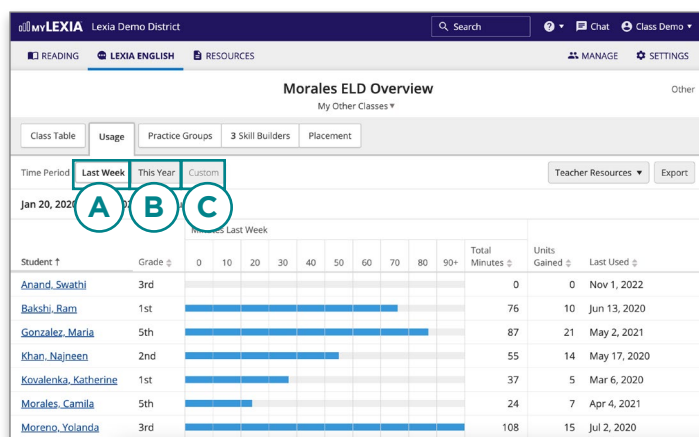 MYLEXIA Lexia Demo District Search ? Chat Class Demo
READING LEXIA ENGLISH RESOURCES MANAGE SETTINGS
Morales ELD Overview Other
My Other Classes
Class Table Usage Practice Groups 3 Skill Builders Placement
Time Period Last Week This Year Custom Teacher Resources Export
A B C
Jan 20,
Minutes Last Week
Student ↑ Grade 0 10 20 30 40 50 60 70 80 90+ Total Minutes Units Gained Last Used
Anand, Swathi 3rd 0 0 Nov 1, 2022
Bakshi, Ram 1st 76 10 Jun 13, 2020
Gonzalez, Maria 5th 87 21 May 2, 2021
Khan, Najneen 2nd 55 14 May 17, 2020
Kovalenka, Katherine 1st 37 5 Mar 6, 2020
Morales, Camila 5th 24 7 Apr 4, 2021
Moreno, Yolanda 3rd 108 15 Jul 2, 2020